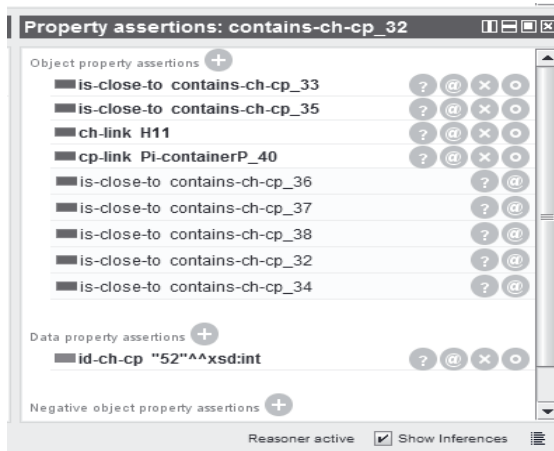 Property assertions: contains-ch-cp_32
Object property assertions
is-close-to contains-ch-cp_33
is-close-to contains-ch-cp_35
ch-link H11
cp-link Pi-containerP_40
is-close-to contains-ch-cp_36
is-close-to contains-ch-cp_37
is-close-to contains-ch-cp_38
is-close-to contains-ch-cp_32
is-close-to contains-ch-cp_34
Data property assertions
id-ch-cp "52"^^xsd:int
Negative object property assertions
Reasoner active Show Inferences